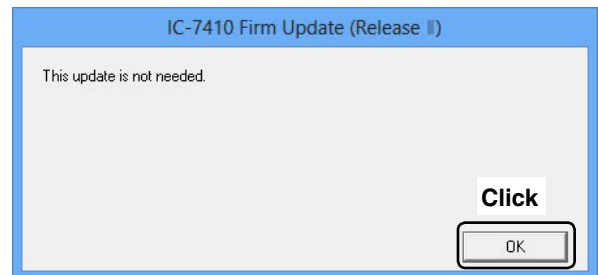 IC-7410 Firm Update (Release )
This update is not needed.
Click
OK